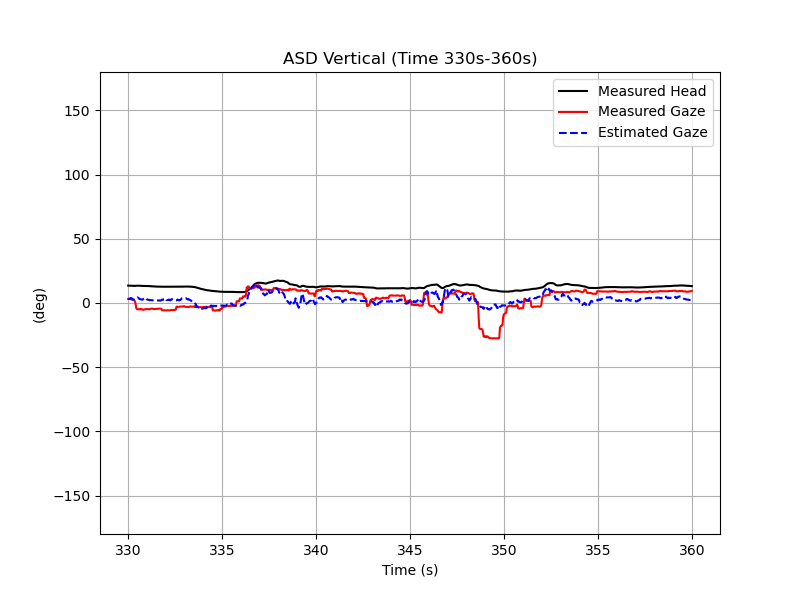 ASD Vertical (Time 330s-360s)
Measured Head
Measured Gaze
Estimated Gaze
150
100
50
0
−50
−100
−150
(deg)
330 335 340 345 350 355 360
Time (s)